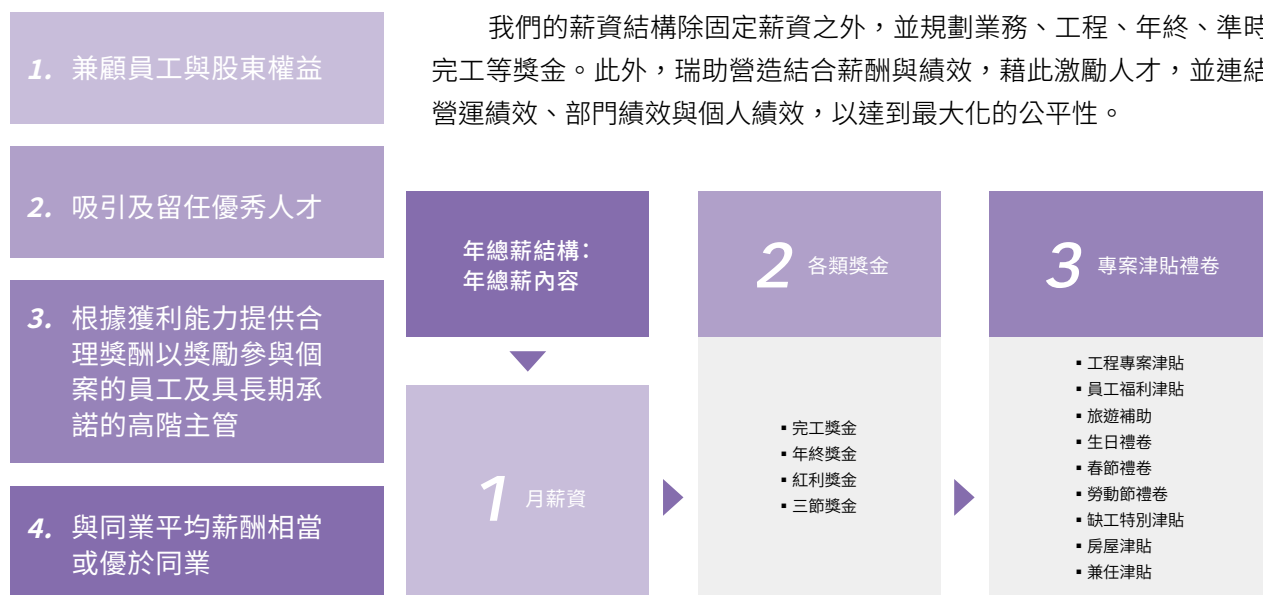 1. 兼顧員工與股東權益
2. 吸引及留任優秀人才
3. 根據獲利能力提供合
理獎酬以獎勵參與個
案的員工及具長期承
諾的高階主管
4. 與同業平均薪酬相當
或優於同業
我們的薪資結構除固定薪資之外，並規劃業務、工程、年終、準時
完工等獎金。此外，瑞助營造結合薪酬與績效，藉此激勵人才，並連結
營運績效、部門績效與個人績效，以達到最大化的公平性。
年總薪結構：
年總薪內容
1 月薪資
2 各類獎金
▪ 完工獎金
▪ 年終獎金
▪ 紅利獎金
▪ 三節獎金
3 專案津貼禮卷
▪ 工程專案津貼
▪ 員工福利津貼
▪ 旅遊補助
▪ 生日禮卷
▪ 春節禮卷
▪ 勞動節禮卷
▪ 缺工特別津貼
▪ 房屋津貼
▪ 兼任津貼